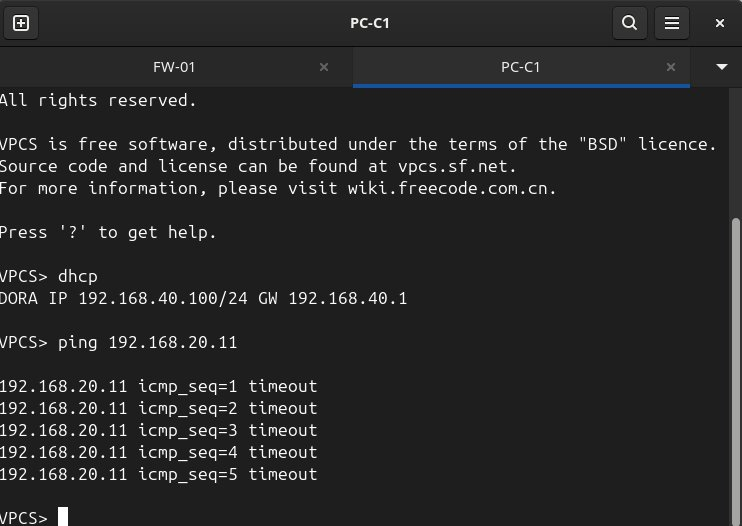 PC-C1
FW-01
PC-C1
All rights reserved.
VPCS is free software, distributed under the terms of the "BSD" licence.
Source code and license can be found at vpcs.sf.net.
For more information, please visit wiki.freecode.com.cn.
Press '?' to get help.
VPCS> dhcp
DORA IP 192.168.40.100/24 GW 192.168.40.1
VPCS> ping 192.168.20.11
192.168.20.11 icmp_seq=1 timeout
192.168.20.11 icmp_seq=2 timeout
192.168.20.11 icmp_seq=3 timeout
192.168.20.11 icmp_seq=4 timeout
192.168.20.11 icmp_seq=5 timeout
VPCS>